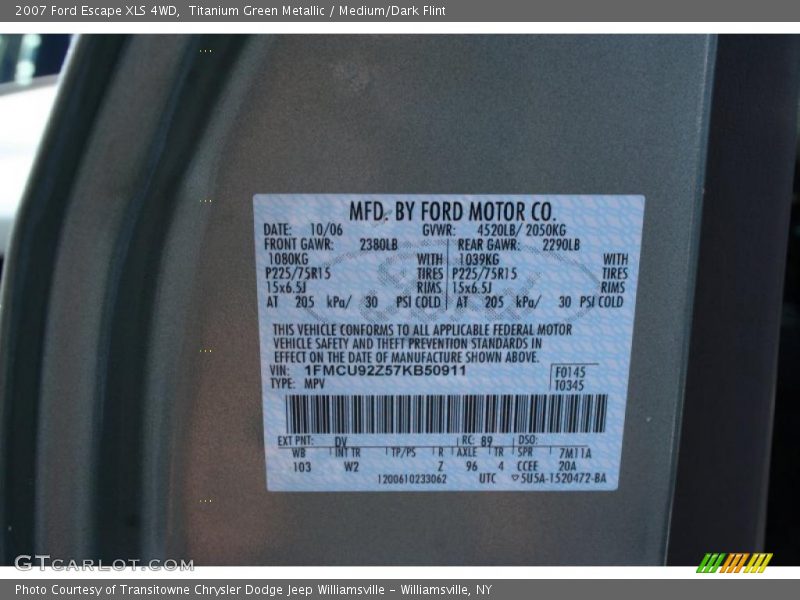 2007 Ford Escape XLS 4WD, Titanium Green Metallic / Medium/Dark Flint
MFD. BY FORD MOTOR CO.
DATE: 10/06 GVWR: 4520LB/ 2050KG
FRONT GAWR: 2380LB REAR GAWR: 2290LB
1080KG WITH 1039KG WITH
P225/75R15 TIRES P225/75R15 TIRES
15x6.5J RIMS 15x6.5J RIMS
AT 205 kPa/ 30 PSI COLD AT 205 kPa/ 30 PSI COLD
THIS VEHICLE CONFORMS TO ALL APPLICABLE FEDERAL MOTOR
VEHICLE SAFETY AND THEFT PREVENTION STANDARDS IN
EFFECT ON THE DATE OF MANUFACTURE SHOWN ABOVE.
VIN: 1FMCU92Z57KB50911 F0145
TYPE: MPV T0345
EXT PNT: DV RC: 89 DSO:
WB INT TR TP/PS R AXLE TR SPR 7M11A
103 W2 Z 96 4 CCEE 20A
1200610233062 UTC 5U5A-1520472-BA
GTCARLOT.COM
Photo Courtesy of Transitowne Chrysler Dodge Jeep Williamsville – Williamsville, NY